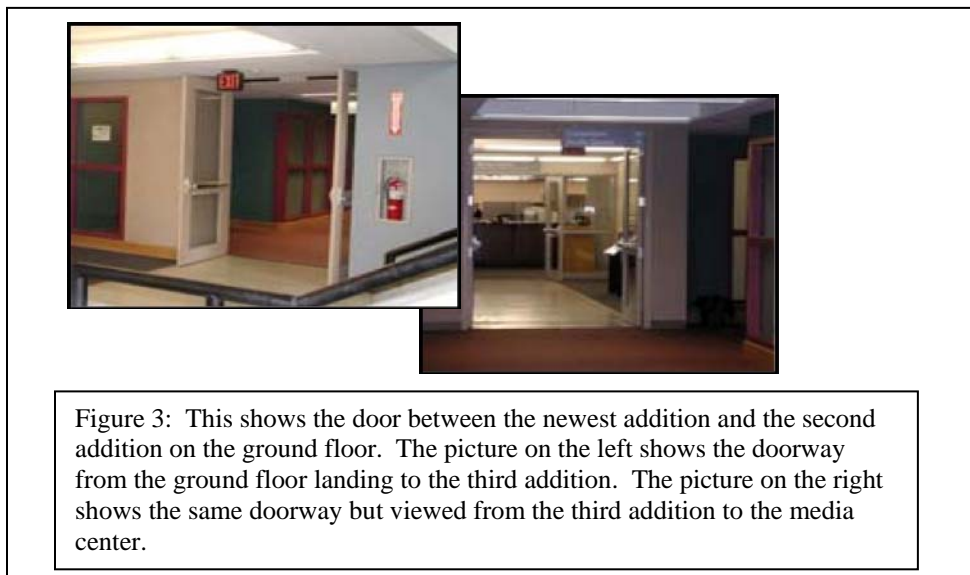 EXIT
Figure 3: This shows the door between the newest addition and the second
addition on the ground floor. The picture on the left shows the doorway
from the ground floor landing to the third addition. The picture on the right
shows the same doorway but viewed from the third addition to the media
center.